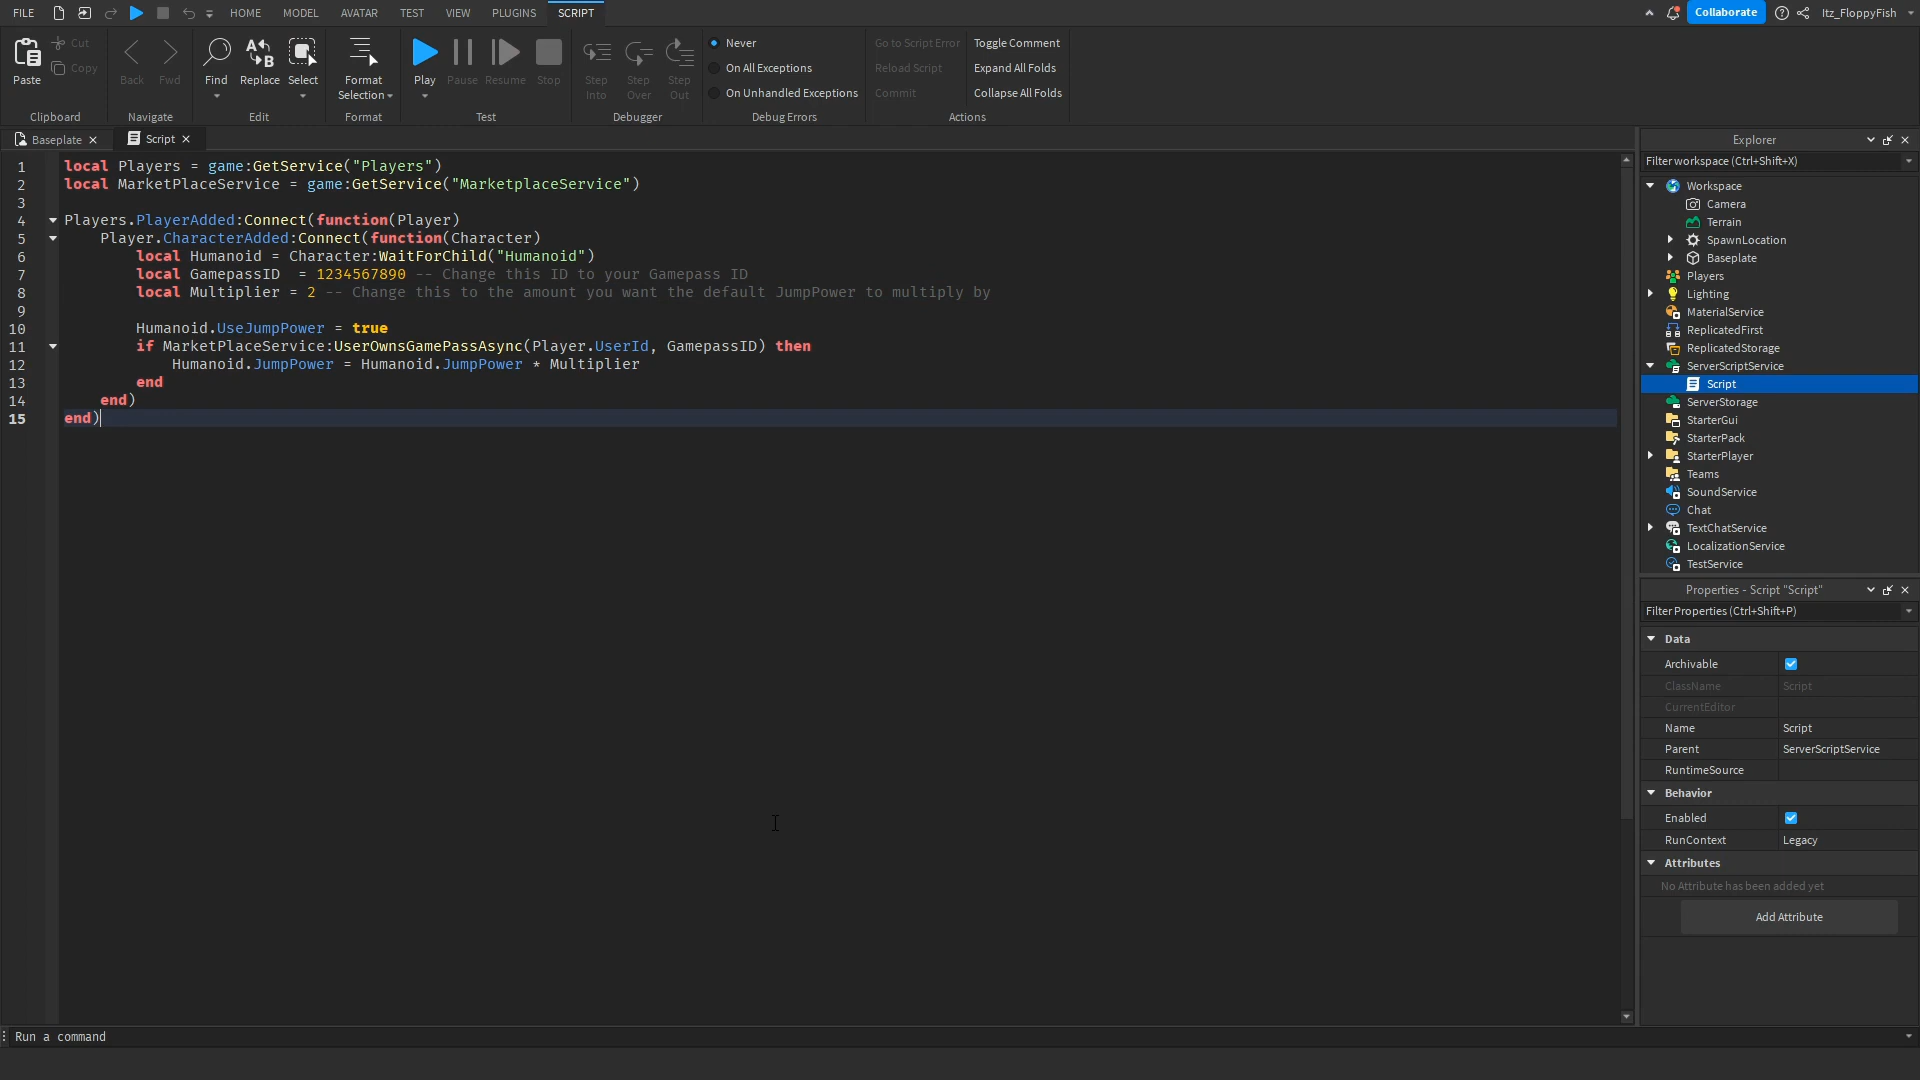 FILE HOME MODEL AVATAR TEST VIEW PLUGINS SCRIPT Collaborate Itz_FloppyFish
Paste Cut Copy
Clipboard
Back Fwd
Navigate
Find Replace Select
Edit
Format Selection
Format
Play Pause Resume Stop
Test
Step Into Step Over Step Out
Debugger
Never
On All Exceptions
On Unhandled Exceptions
Debug Errors
Go to Script Error
Reload Script
Commit
Toggle Comment
Expand All Folds
Collapse All Folds
Actions
Baseplate Script
1 local Players = game:GetService("Players")
2 local MarketPlaceService = game:GetService("MarketplaceService")
3
4 Players.PlayerAdded:Connect(function(Player)
5 Player.CharacterAdded:Connect(function(Character)
6 local Humanoid = Character:WaitForChild("Humanoid")
7 local GamepassID  = 1234567890 -- Change this ID to your Gamepass ID
8 local Multiplier = 2 -- Change this to the amount you want the default JumpPower to multiply by
9
10 Humanoid.UseJumpPower = true
11 if MarketPlaceService:UserOwnsGamePassAsync(Player.UserId, GamepassID) then
12 Humanoid.JumpPower = Humanoid.JumpPower * Multiplier
13 end
14 end)
15 end)
Explorer
Filter workspace (Ctrl+Shift+X)
Workspace
Camera
Terrain
SpawnLocation
Baseplate
Players
Lighting
MaterialService
ReplicatedFirst
ReplicatedStorage
ServerScriptService
Script
ServerStorage
StarterGui
StarterPack
StarterPlayer
Teams
SoundService
Chat
TextChatService
LocalizationService
TestService
Properties - Script "Script"
Filter Properties (Ctrl+Shift+P)
Data
Archivable
ClassName Script
CurrentEditor
Name Script
Parent ServerScriptService
RuntimeSource
Behavior
Enabled
RunContext Legacy
Attributes
No Attribute has been added yet
Add Attribute
Run a command